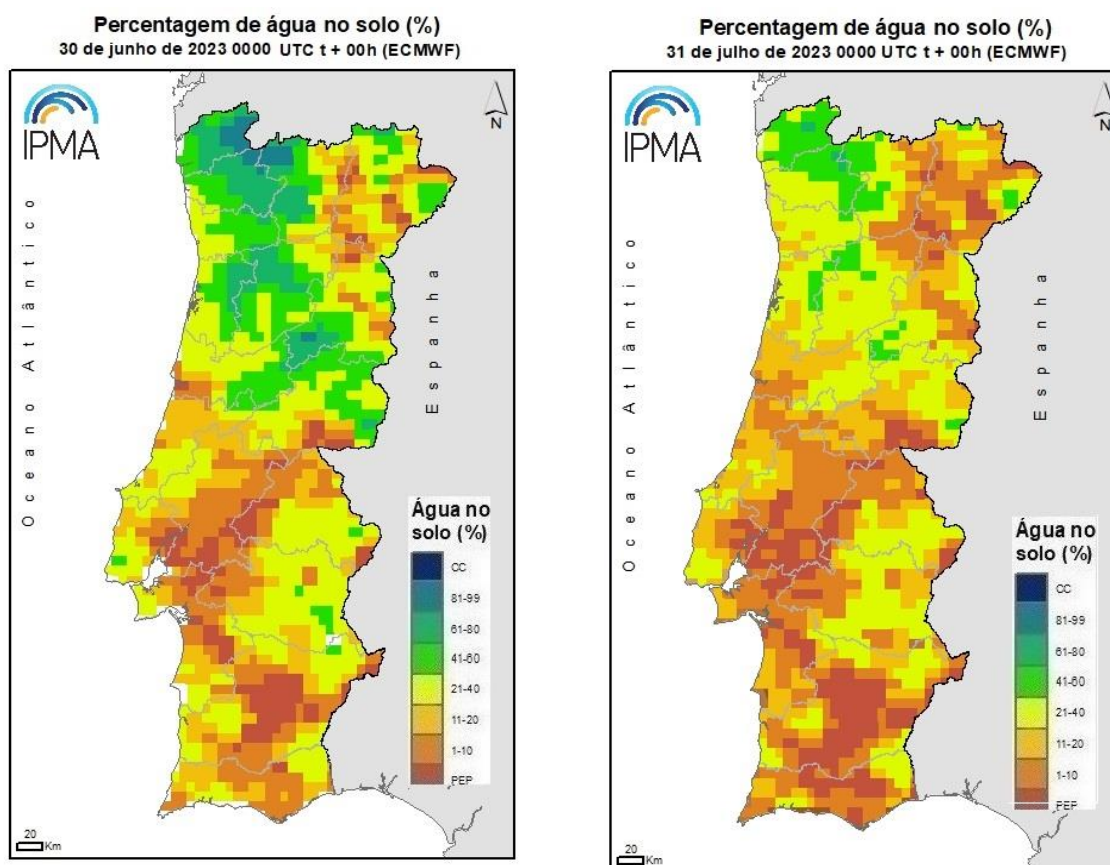 Percentagem de água no solo (%)
30 de junho de 2023 0000 UTC t + 00h (ECMWF)
IPMA
N
Oceano Atlântico
Espanha
Água no
solo (%)
CC
81-99
61-80
41-60
21-40
11-20
1-10
PEP
20
Km
Percentagem de água no solo (%)
31 de julho de 2023 0000 UTC t + 00h (ECMWF)
IPMA
N
Oceano Atlântico
Espanha
Água no
solo (%)
CC
81-99
61-80
41-60
21-40
11-20
1-10
PEP
20
Km